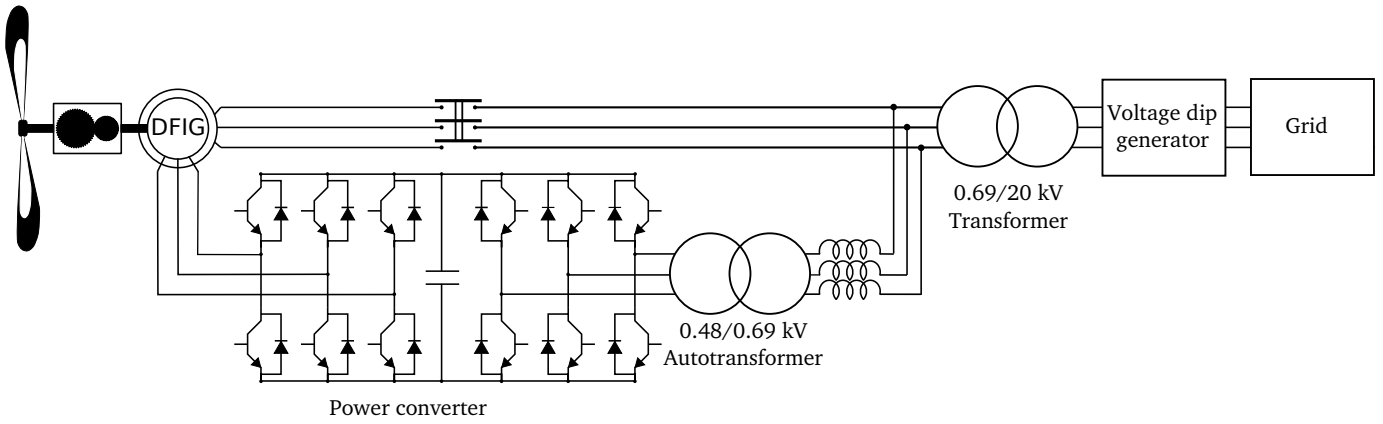 DFIG
Voltage dip
generator
Grid
0.69/20 kV
Transformer
0.48/0.69 kV
Autotransformer
Power converter